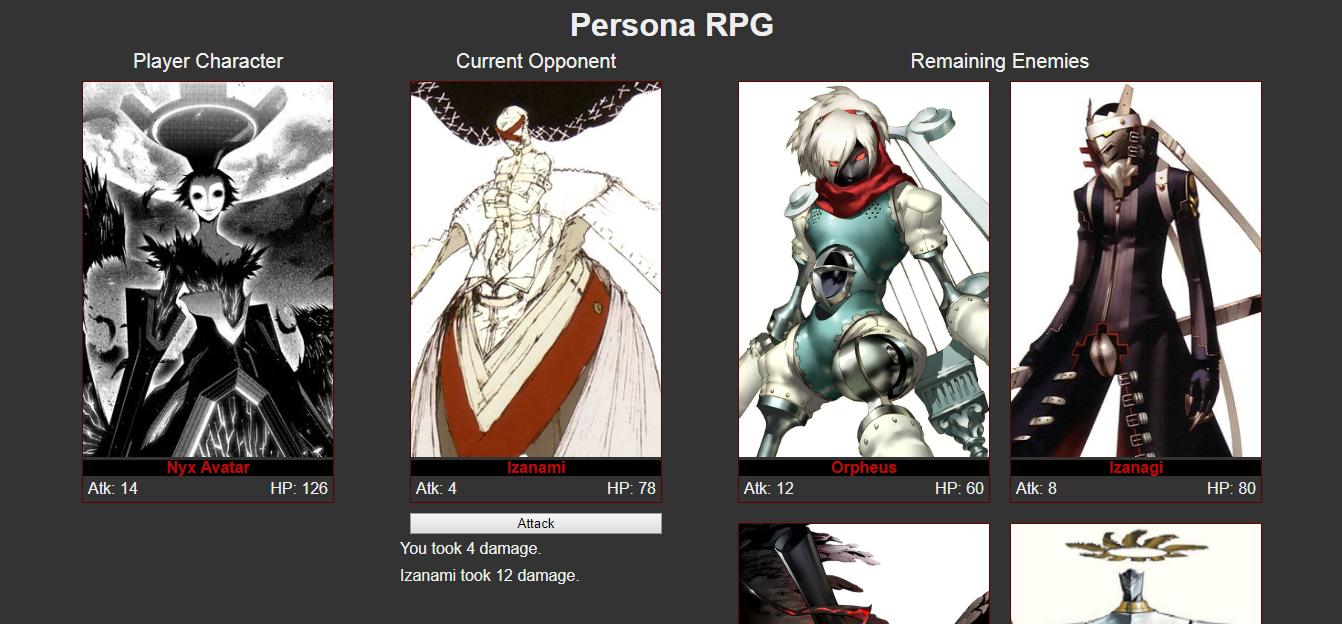 Persona RPG
Player Character
Current Opponent
Remaining Enemies
Nyx Avatar
Atk: 14 HP: 126
Izanami
Atk: 4 HP: 78
Orpheus
Atk: 12 HP: 60
Izanagi
Atk: 8 HP: 80
Attack
You took 4 damage.
Izanami took 12 damage.